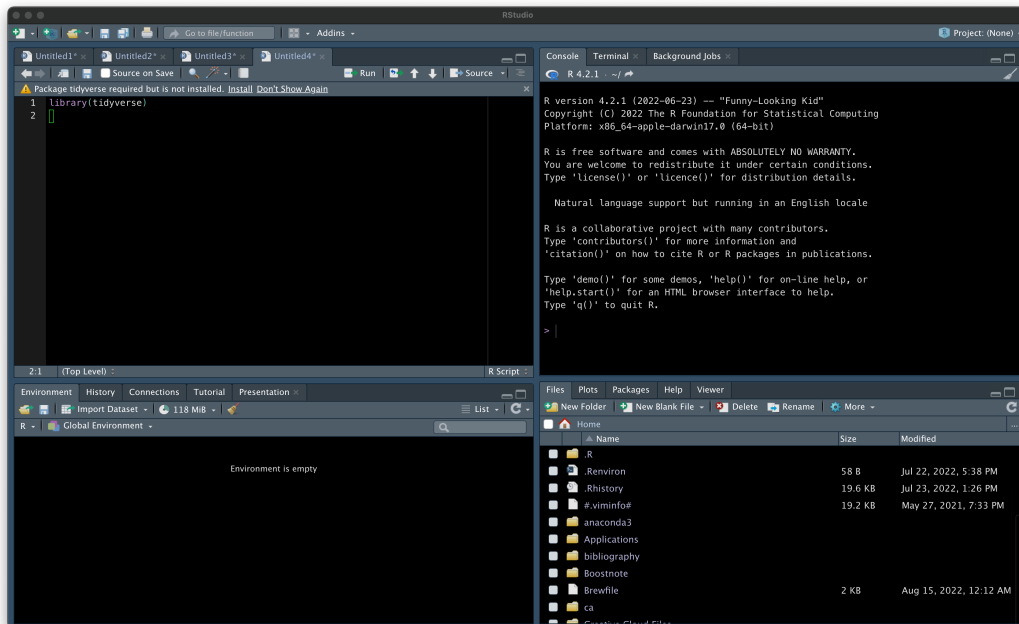 RStudio
Go to file/function Addins Project: (None)
Untitled1* Untitled2* Untitled3* Untitled4*
Source on Save Run Source
Package tidyverse required but is not installed. Install Don't Show Again
1 library(tidyverse)
2
2:1 (Top Level) R Script
Console Terminal Background Jobs
R 4.2.1 · ~/
R version 4.2.1 (2022-06-23) -- "Funny-Looking Kid"
Copyright (C) 2022 The R Foundation for Statistical Computing
Platform: x86_64-apple-darwin17.0 (64-bit)
R is free software and comes with ABSOLUTELY NO WARRANTY.
You are welcome to redistribute it under certain conditions.
Type 'license()' or 'licence()' for distribution details.
Natural language support but running in an English locale
R is a collaborative project with many contributors.
Type 'contributors()' for more information and
'citation()' on how to cite R or R packages in publications.
Type 'demo()' for some demos, 'help()' for on-line help, or
'help.start()' for an HTML browser interface to help.
Type 'q()' to quit R.
>
Environment History Connections Tutorial Presentation
Import Dataset 118 MiB List
R Global Environment
Environment is empty
Files Plots Packages Help Viewer
New Folder New Blank File Delete Rename More
Home ...
Name Size Modified
.R
.Renviron 58 B Jul 22, 2022, 5:38 PM
.Rhistory 19.6 KB Jul 23, 2022, 1:26 PM
#.viminfo# 19.2 KB May 27, 2021, 7:33 PM
anaconda3
Applications
bibliography
Boostnote
Brewfile 2 KB Aug 15, 2022, 12:12 AM
ca
Creative Cloud Files